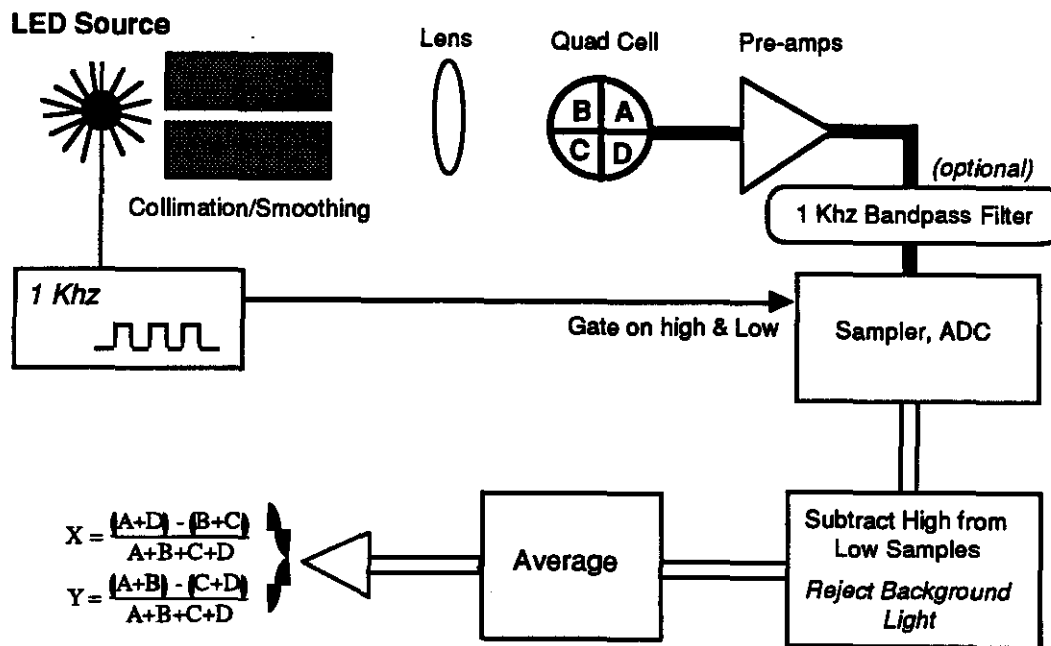 LED Source
Lens
Quad Cell
Pre-amps
B A
C D
(optional)
Collimation/Smoothing
1 Khz Bandpass Filter
1 Khz
Gate on high & Low
Sampler, ADC
X = (A+D) - (B+C)
A+B+C+D
Y = (A+B) - (C+D)
A+B+C+D
Average
Subtract High from
Low Samples
Reject Background
Light